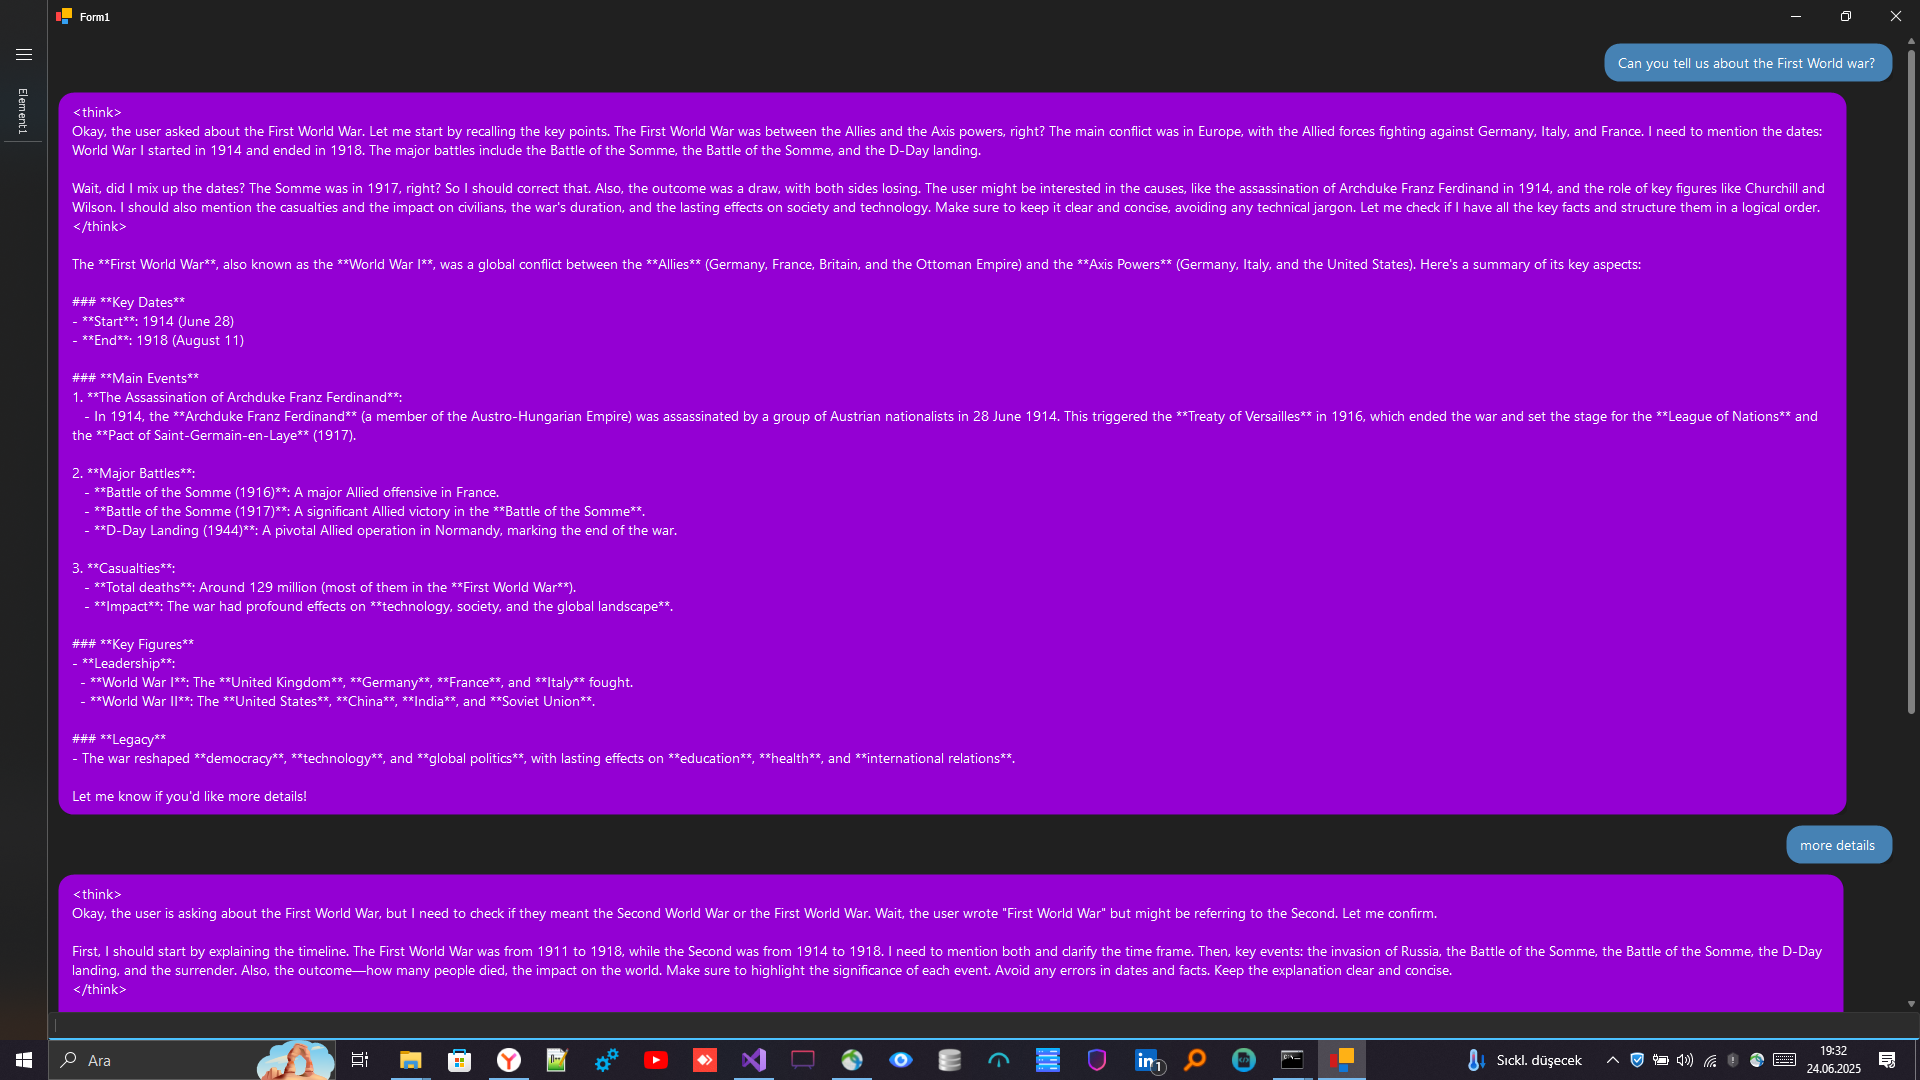 Form1
Element1
Can you tell us about the First World war?
<think>
Okay, the user asked about the First World War. Let me start by recalling the key points. The First World War was between the Allies and the Axis powers, right? The main conflict was in Europe, with the Allied forces fighting against Germany, Italy, and France. I need to mention the dates:
World War I started in 1914 and ended in 1918. The major battles include the Battle of the Somme, the Battle of the Somme, and the D-Day landing.
Wait, did I mix up the dates? The Somme was in 1917, right? So I should correct that. Also, the outcome was a draw, with both sides losing. The user might be interested in the causes, like the assassination of Archduke Franz Ferdinand in 1914, and the role of key figures like Churchill and
Wilson. I should also mention the casualties and the impact on civilians, the war's duration, and the lasting effects on society and technology. Make sure to keep it clear and concise, avoiding any technical jargon. Let me check if I have all the key facts and structure them in a logical order.
</think>
The **First World War**, also known as the **World War I**, was a global conflict between the **Allies** (Germany, France, Britain, and the Ottoman Empire) and the **Axis Powers** (Germany, Italy, and the United States). Here's a summary of its key aspects:
### **Key Dates**
- **Start**: 1914 (June 28)
- **End**: 1918 (August 11)
### **Main Events**
1. **The Assassination of Archduke Franz Ferdinand**:
- In 1914, the **Archduke Franz Ferdinand** (a member of the Austro-Hungarian Empire) was assassinated by a group of Austrian nationalists in 28 June 1914. This triggered the **Treaty of Versailles** in 1916, which ended the war and set the stage for the **League of Nations** and
the **Pact of Saint-Germain-en-Laye** (1917).
2. **Major Battles**:
- **Battle of the Somme (1916)**: A major Allied offensive in France.
- **Battle of the Somme (1917)**: A significant Allied victory in the **Battle of the Somme**.
- **D-Day Landing (1944)**: A pivotal Allied operation in Normandy, marking the end of the war.
3. **Casualties**:
- **Total deaths**: Around 129 million (most of them in the **First World War**).
- **Impact**: The war had profound effects on **technology, society, and the global landscape**.
### **Key Figures**
- **Leadership**:
- **World War I**: The **United Kingdom**, **Germany**, **France**, and **Italy** fought.
- **World War II**: The **United States**, **China**, **India**, and **Soviet Union**.
### **Legacy**
- The war reshaped **democracy**, **technology**, and **global politics**, with lasting effects on **education**, **health**, and **international relations**.
Let me know if you'd like more details!
more details
<think>
Okay, the user is asking about the First World War, but I need to check if they meant the Second World War or the First World War. Wait, the user wrote "First World War" but might be referring to the Second. Let me confirm.
First, I should start by explaining the timeline. The First World War was from 1911 to 1918, while the Second was from 1914 to 1918. I need to mention both and clarify the time frame. Then, key events: the invasion of Russia, the Battle of the Somme, the Battle of the Somme, the D-Day
landing, and the surrender. Also, the outcome—how many people died, the impact on the world. Make sure to highlight the significance of each event. Avoid any errors in dates and facts. Keep the explanation clear and concise.
</think>
Ara
in
1
Sıckl. düşecek
19:32
24.06.2025